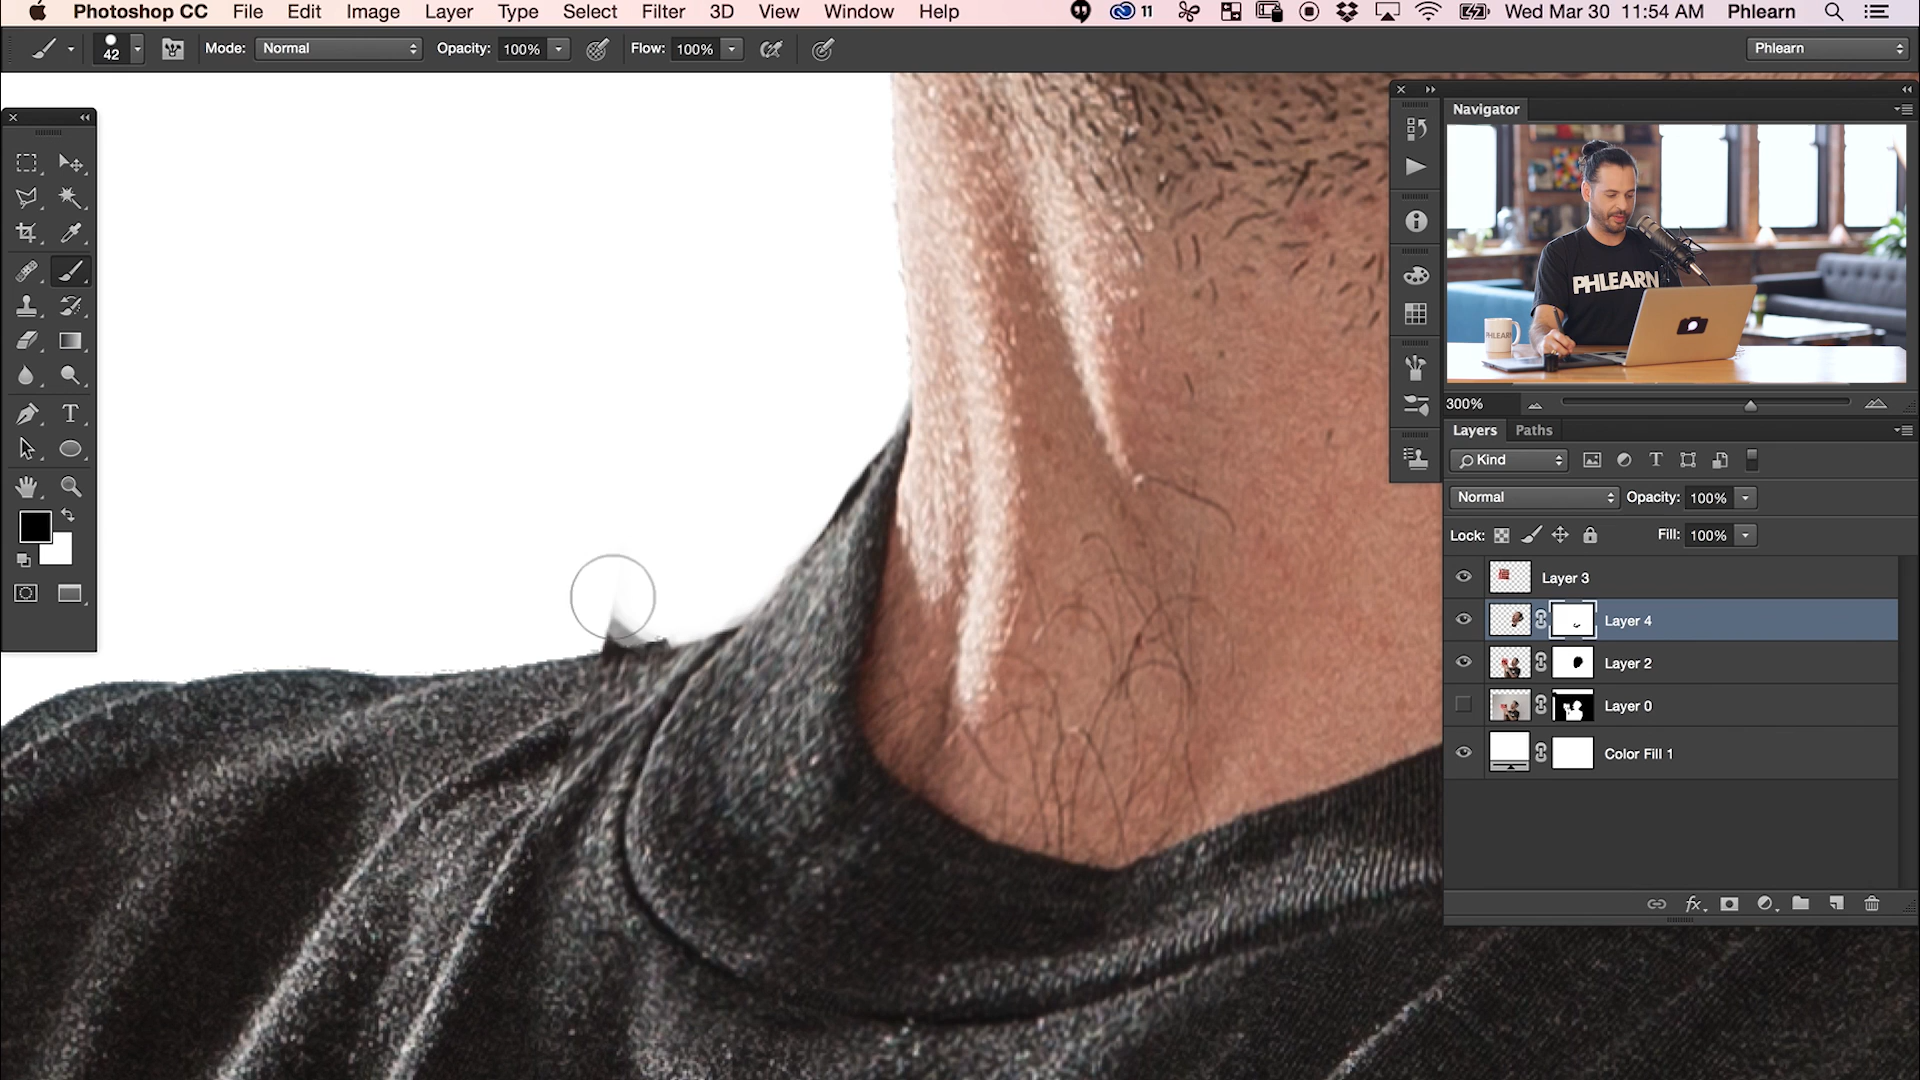 Photoshop CC File Edit Image Layer Type Select Filter 3D View Window Help 11 Wed Mar 30 11:54 AM Phlearn
42 Mode: Normal Opacity: 100% Flow: 100% Phlearn
Navigator
PHLEARN
PHLEARN
300%
Layers Paths
Kind
Normal Opacity: 100%
Lock: Fill: 100%
Layer 3
Layer 4
Layer 2
Layer 0
Color Fill 1